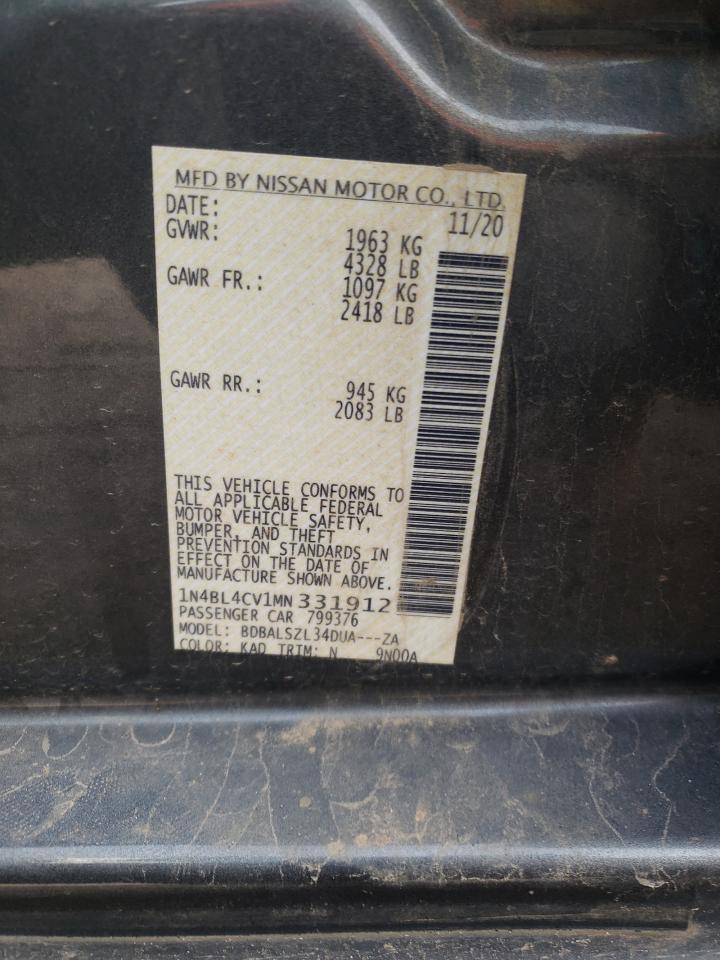 MFD BY NISSAN MOTOR CO., LTD.
DATE: 11/20
GVWR: 1963 KG
4328 LB
GAWR FR.: 1097 KG
2418 LB
GAWR RR.: 945 KG
2083 LB
THIS VEHICLE CONFORMS TO
ALL APPLICABLE FEDERAL
MOTOR VEHICLE SAFETY,
BUMPER, AND THEFT
PREVENTION STANDARDS IN
EFFECT ON THE DATE OF
MANUFACTURE SHOWN ABOVE.
1N4BL4CV1MN331912
PASSENGER CAR 799376
MODEL: BDBALSZL34DUA---ZA
COLOR: KAD TRIM: N 9N00A